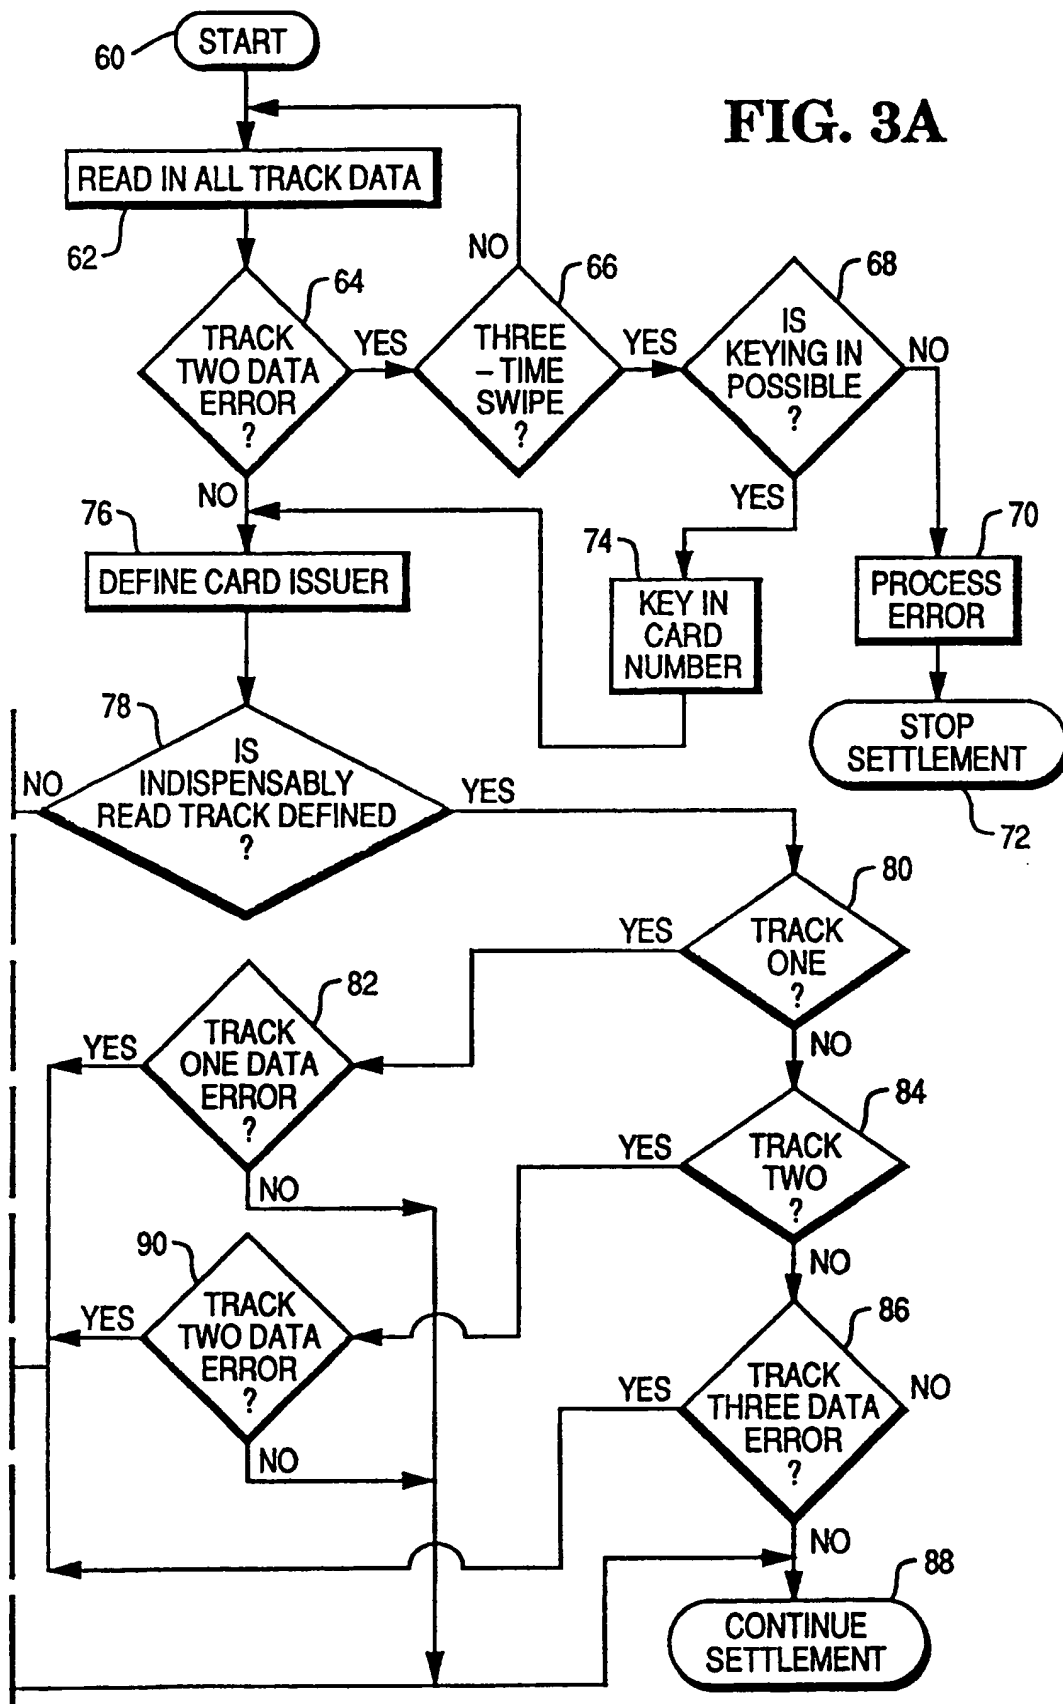 60
START
FIG. 3A
READ IN ALL TRACK DATA
62
NO
64
66
68
TRACK
TWO DATA
ERROR
?
YES
THREE
–TIME
SWIPE
?
YES
IS
KEYING IN
POSSIBLE
?
NO
NO
YES
76
DEFINE CARD ISSUER
74
KEY IN
CARD
NUMBER
70
PROCESS
ERROR
STOP
SETTLEMENT
72
78
NO
IS
INDISPENSABLY
READ TRACK DEFINED
?
YES
80
YES
TRACK
ONE
?
NO
82
YES
TRACK
ONE DATA
ERROR
?
NO
84
YES
TRACK
TWO
?
NO
90
YES
TRACK
TWO DATA
ERROR
?
NO
86
YES
TRACK
THREE DATA
ERROR
?
NO
NO
88
CONTINUE
SETTLEMENT